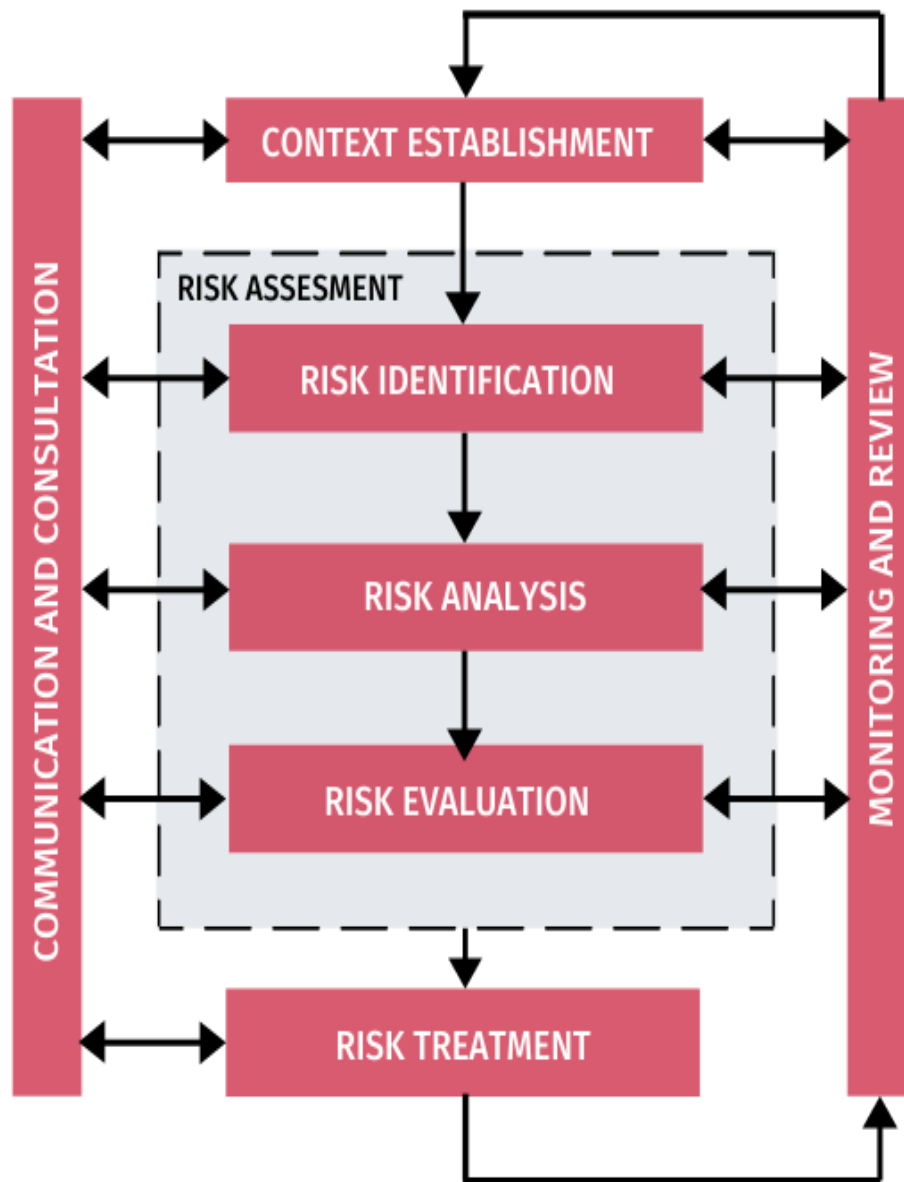 CONTEXT ESTABLISHMENT
RISK ASSESMENT
RISK IDENTIFICATION
RISK ANALYSIS
RISK EVALUATION
RISK TREATMENT
COMMUNICATION AND CONSULTATION
MONITORING AND REVIEW